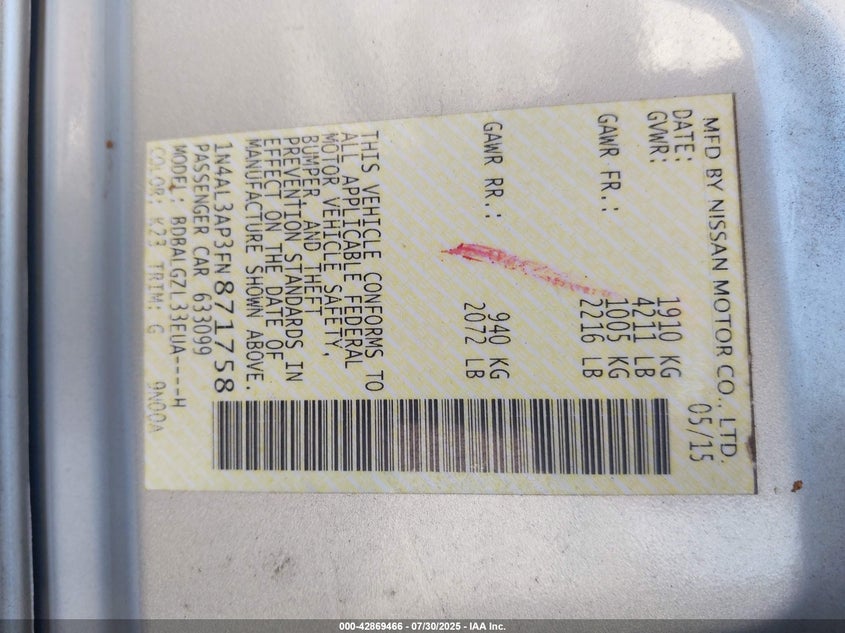 MFD BY NISSAN MOTOR CO., LTD.
DATE: 05/15
GVWR: 1910 KG
4211 LB
GAWR FR.: 1005 KG
2216 LB
GAWR RR.: 940 KG
2072 LB
THIS VEHICLE CONFORMS TO
ALL APPLICABLE FEDERAL
MOTOR VEHICLE SAFETY,
BUMPER, AND THEFT
PREVENTION STANDARDS IN
EFFECT ON THE DATE OF
MANUFACTURE SHOWN ABOVE.
1N4AL3AP3FN871758
PASSENGER CAR 633099
MODEL: BDBALGZL33EUA----H
COLOR: K23 TRIM: G 9N00A
000-42869466 - 07/30/2025 - IAA Inc.